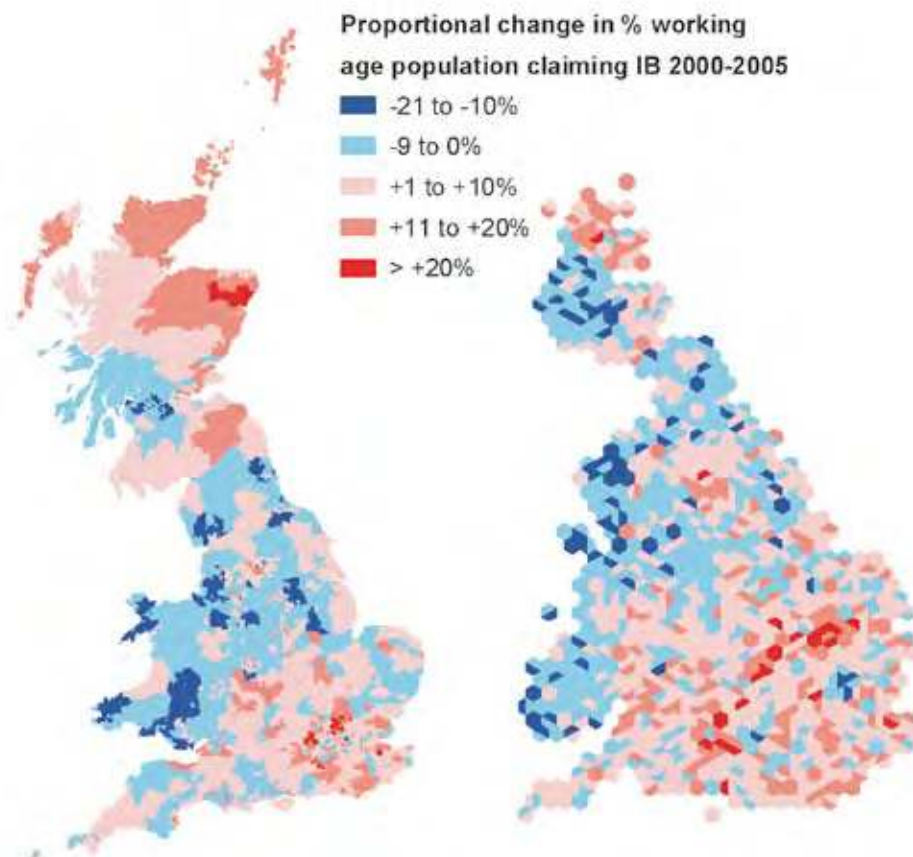 Proportional change in % working
age population claiming IB 2000-2005
-21 to -10%
-9 to 0%
+1 to +10%
+11 to +20%
> +20%